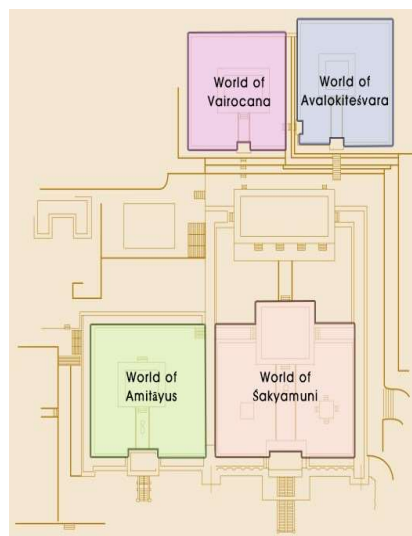 World of
Vairocana
World of
Avalokiteśvara
World of
Amitāyus
World of
Śakyamuni